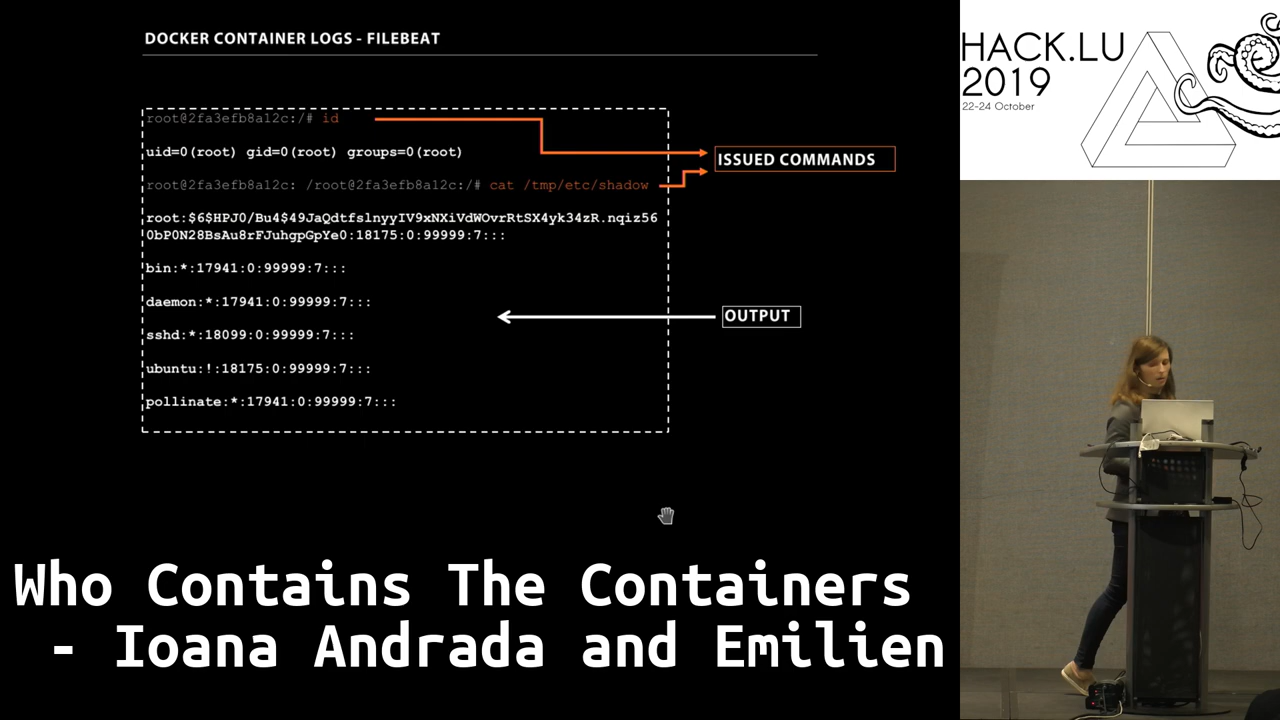 DOCKER CONTAINER LOGS - FILEBEAT
root@2fa3efb8a12c:/# id
uid=0(root) gid=0(root) groups=0(root)
root@2fa3efb8a12c: /root@2fa3efb8a12c:/# cat /tmp/etc/shadow
root:$6$HPJ0/Bu4$49JaQdtfslnyyIV9xNXiVdWOvrRtSX4yk34zR.nqiz56
0bP0N28BsAu8rFJuhgpGpYe0:18175:0:99999:7:::
bin:*:17941:0:99999:7:::
daemon:*:17941:0:99999:7:::
sshd:*:18099:0:99999:7:::
ubuntu:!:18175:0:99999:7:::
pollinate:*:17941:0:99999:7:::
ISSUED COMMANDS
OUTPUT
HACK.LU
2019
22-24 October
Who Contains The Containers
- Ioana Andrada and Emilien